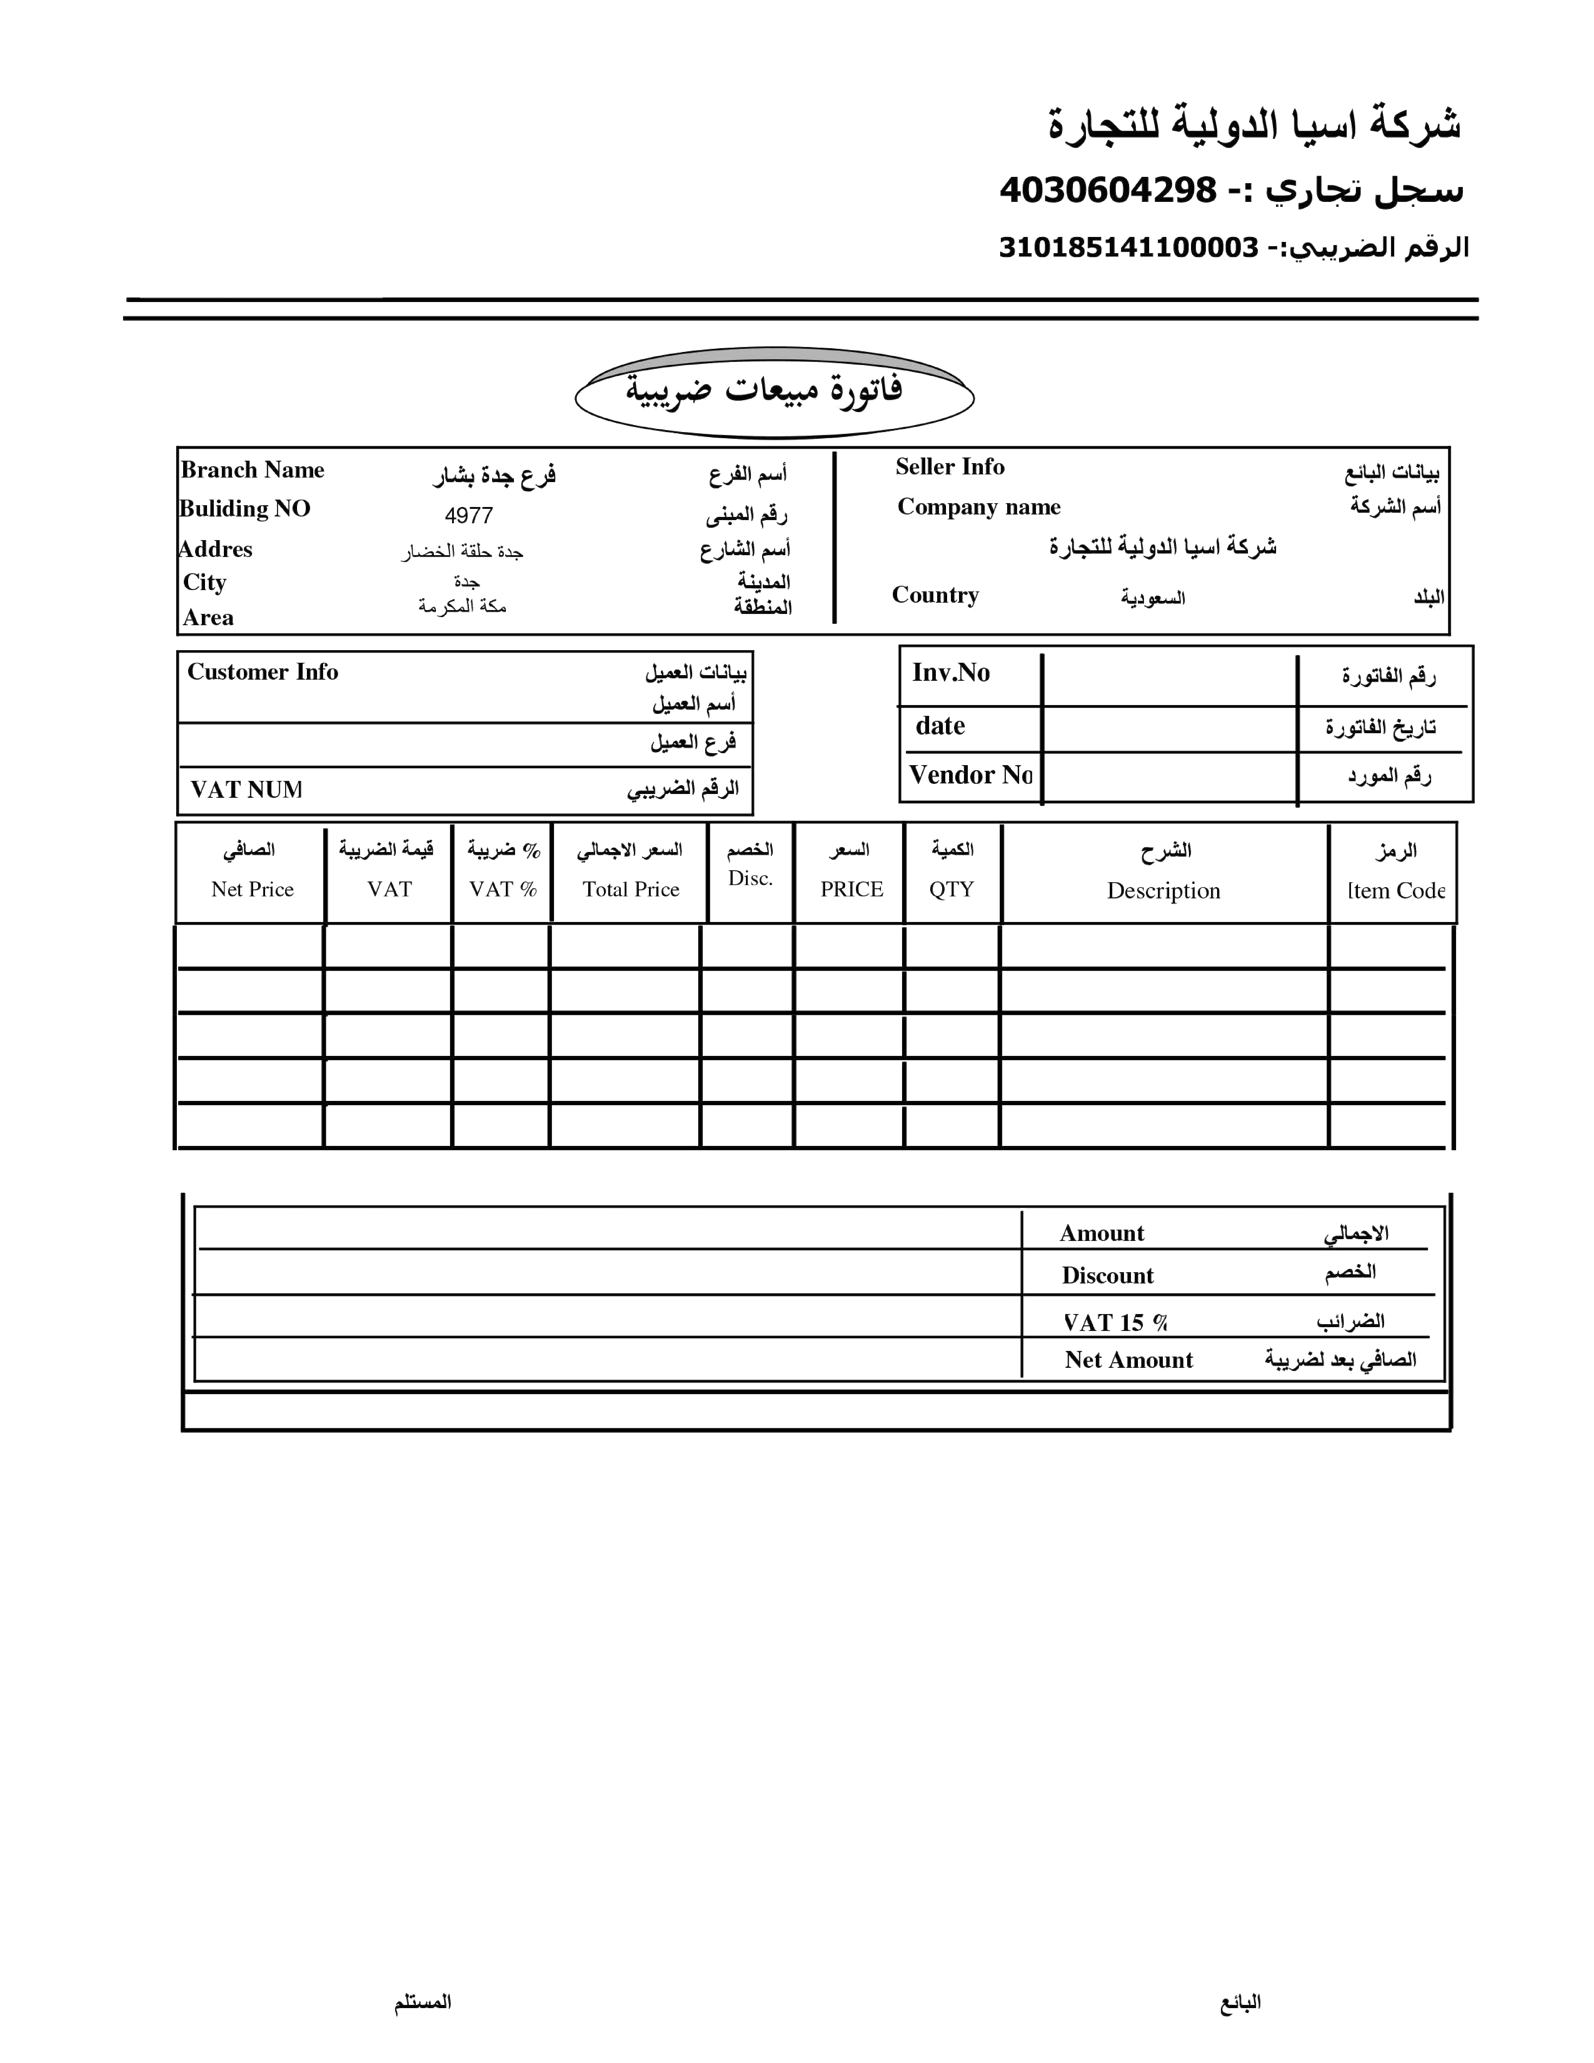 شركة اسيا الدولية للتجارة
سجل تجاري :- 4030604298
الرقم الضريبي:- 310185141100003
فاتورة مبيعات ضريبية
بيانات البائع Seller Info
أسم الشركة Company name
شركة اسيا الدولية للتجارة
البلد السعودية Country
أسم الفرع فرع جدة بشار Branch Name
رقم المبنى 4977 Buliding NO
أسم الشارع جدة حلقة الخضار Addres
المدينة جدة City
المنطقة مكة المكرمة Area
رقم الفاتورة Inv.No
تاريخ الفاتورة date
رقم المورد Vendor No
بيانات العميل Customer Info
أسم العميل
فرع العميل
الرقم الضريبي VAT NUM
الرمز الشرح الكمية السعر الخصم السعر الاجمالي ضريبة % قيمة الضريبة الصافي
Item Code Description QTY PRICE Disc. Total Price VAT % VAT Net Price
الاجمالي Amount
الخصم Discount
الضرائب VAT 15 %
الصافي بعد لضريبة Net Amount
البائع المستلم